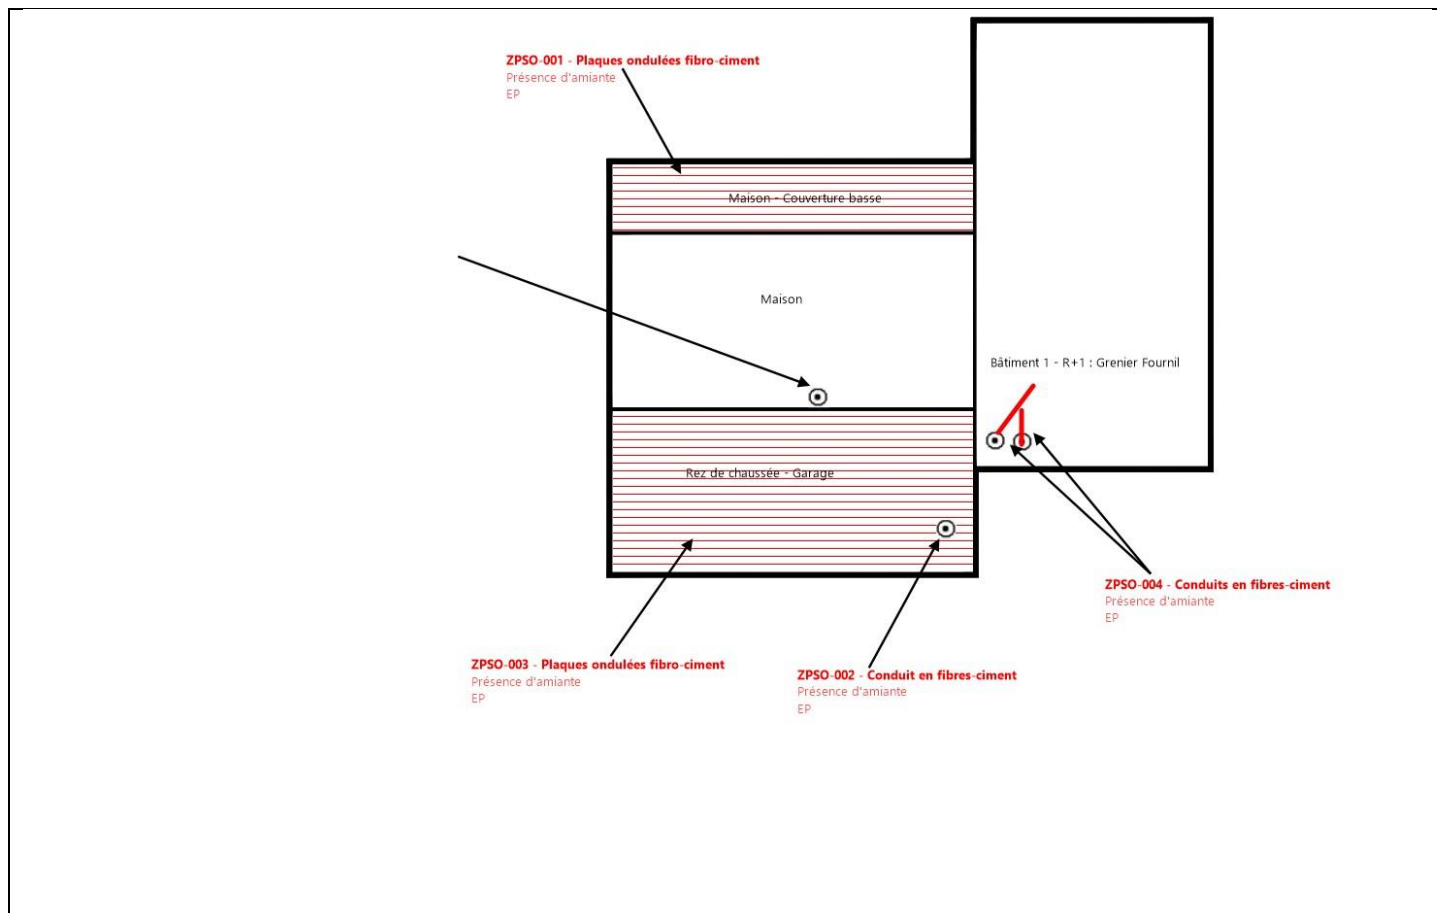 ZPSO-001 - Plaques ondulées fibro-ciment
Présence d'amiante
EP
Maison - Couverture basse
Maison
Bâtiment 1 - R+1 : Grenier Fournil
Rez de chaussée - Garage
ZPSO-004 - Conduits en fibres-ciment
Présence d'amiante
EP
ZPSO-003 - Plaques ondulées fibro-ciment
Présence d'amiante
EP
ZPSO-002 - Conduit en fibres-ciment
Présence d'amiante
EP